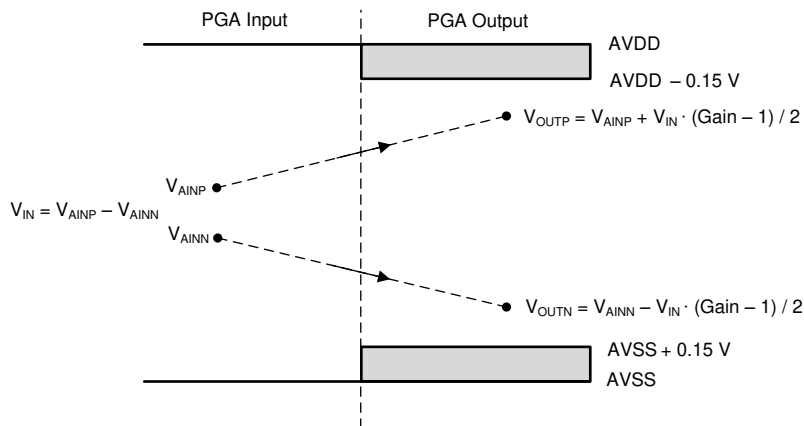 PGA Input
PGA Output
AVDD
AVDD – 0.15 V
V_OUTP = V_AINP + V_IN · (Gain – 1) / 2
V_AINP
V_IN = V_AINP – V_AINN
V_AINN
V_OUTN = V_AINN – V_IN · (Gain – 1) / 2
AVSS + 0.15 V
AVSS